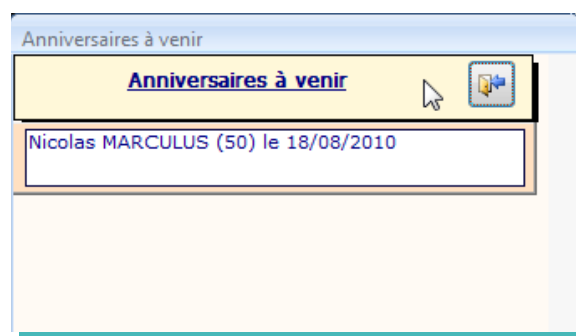 Anniversaires à venir
Anniversaires à venir
Nicolas MARCULUS (50) le 18/08/2010